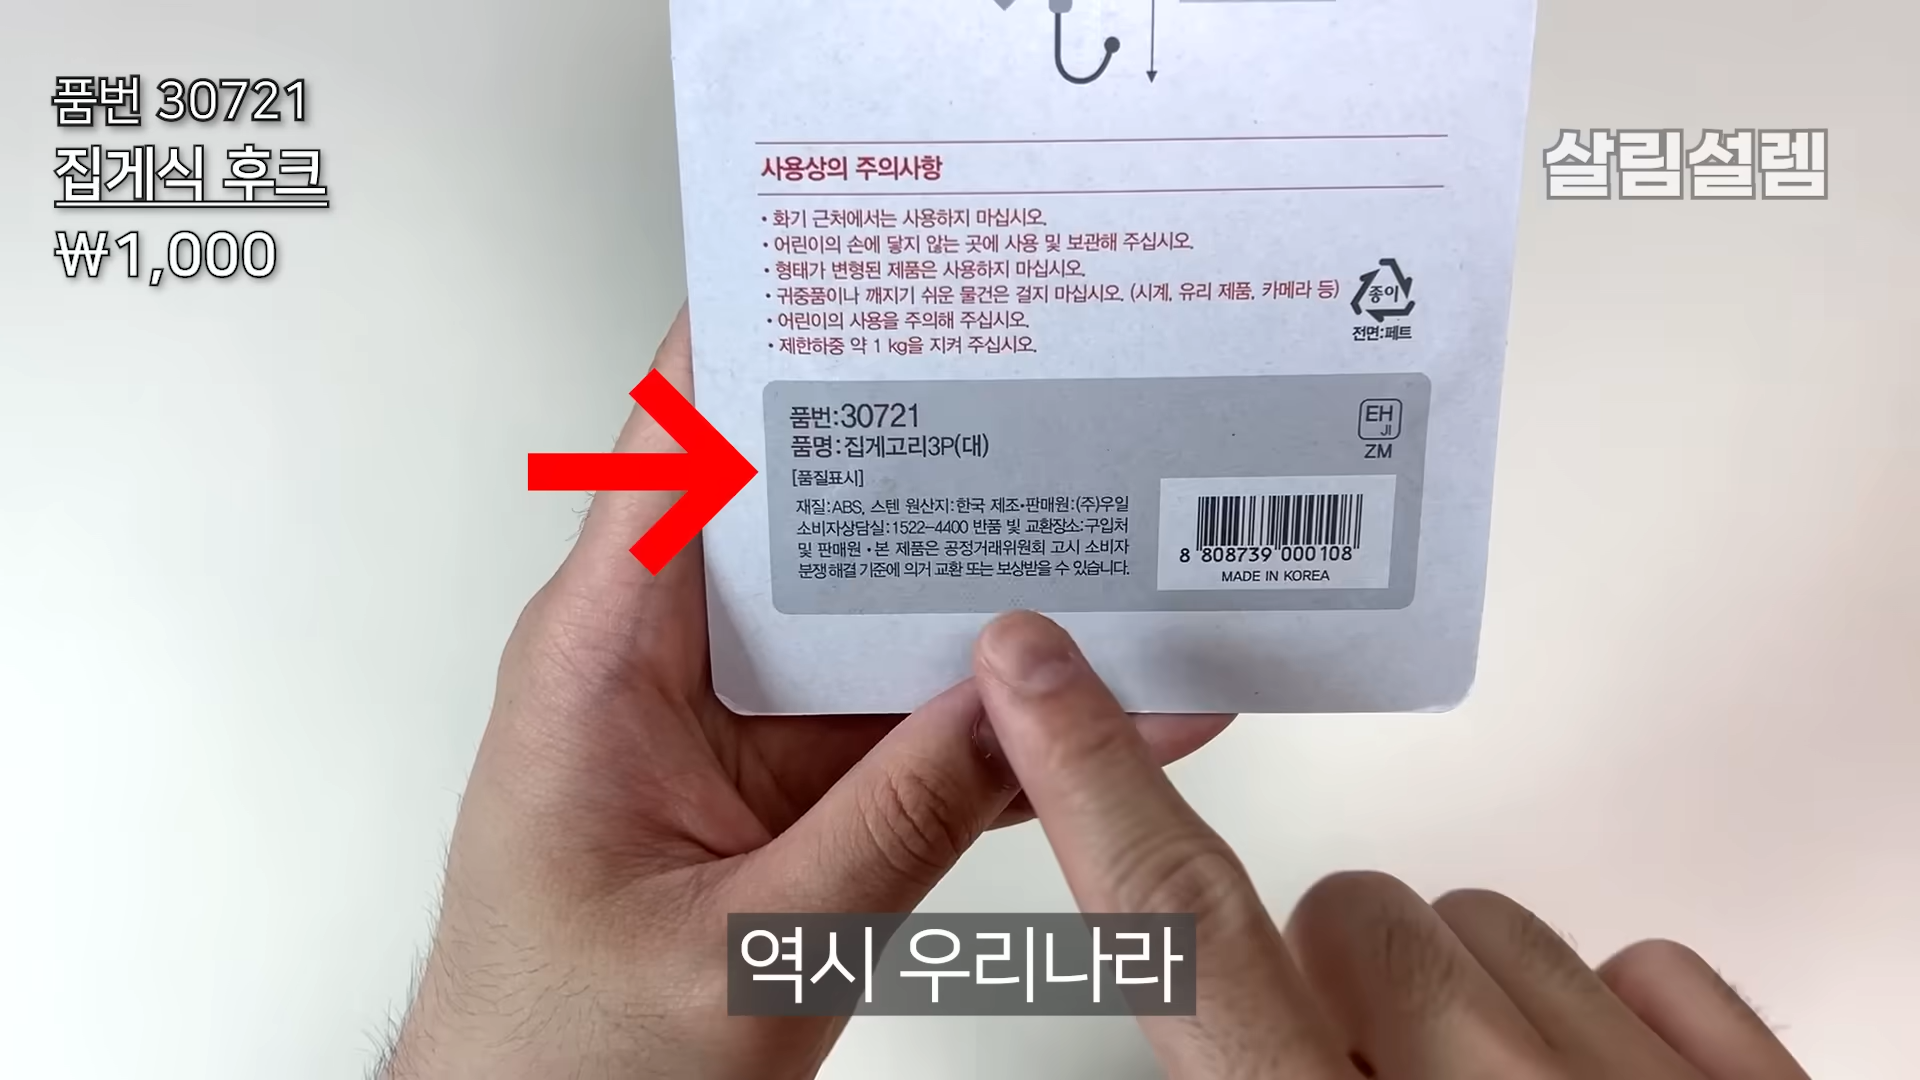 품번 30721
집게식 후크
₩1,000
살림설렘
사용상의 주의사항
• 화기 근처에서는 사용하지 마십시오.
• 어린이의 손에 닿지 않는 곳에 사용 및 보관해 주십시오.
• 형태가 변형된 제품은 사용하지 마십시오.
• 귀중품이나 깨지기 쉬운 물건은 걸지 마십시오. (시계, 유리 제품, 카메라 등)
• 어린이의 사용을 주의해 주십시오.
• 제한하중 약 1 kg을 지켜 주십시오.
종이
전면:페트
품번:30721
품명:집게고리3P(대)
[품질표시]
재질:ABS, 스텐 원산지:한국 제조•판매원:(주)우일
소비자상담실:1522-4400 반품 빛 교환장소:구입처
및 판매원 • 본 제품은 공정거래위원회 고시 소비자
분쟁해결 기준에 의거 교환 또는 보상받을 수 있습니다.
EH
JI
ZM
8 808739 000108
MADE IN KOREA
역시 우리나라